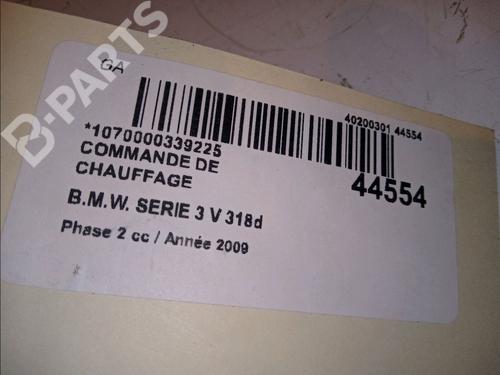 B-PARTS
GA
40200301 44554
*1070000339225
COMMANDE DE
CHAUFFAGE
44554
B.M.W. SERIE 3 V 318d
Phase 2 cc / Année 2009